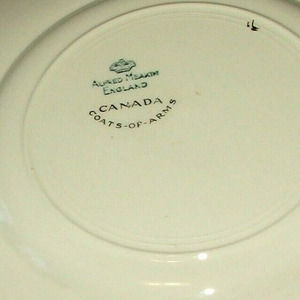 ALFRED MEAKIN
ENGLAND
CANADA
COATS-OF-ARMS